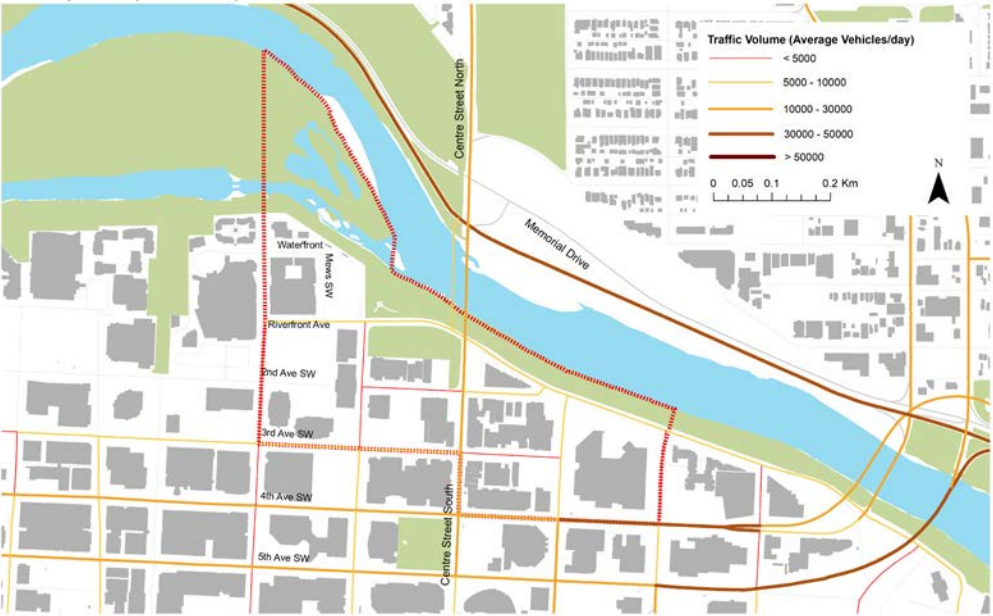 Traffic Volume (Average Vehicles/day)
< 5000
5000 - 10000
10000 - 30000
30000 - 50000
> 50000
0 0.05 0.1 0.2 Km
N
Centre Street North
Memorial Drive
Waterfront
Mews SW
Riverfront Ave
2nd Ave SW
3rd Ave SW
4th Ave SW
Centre Street South
5th Ave SW